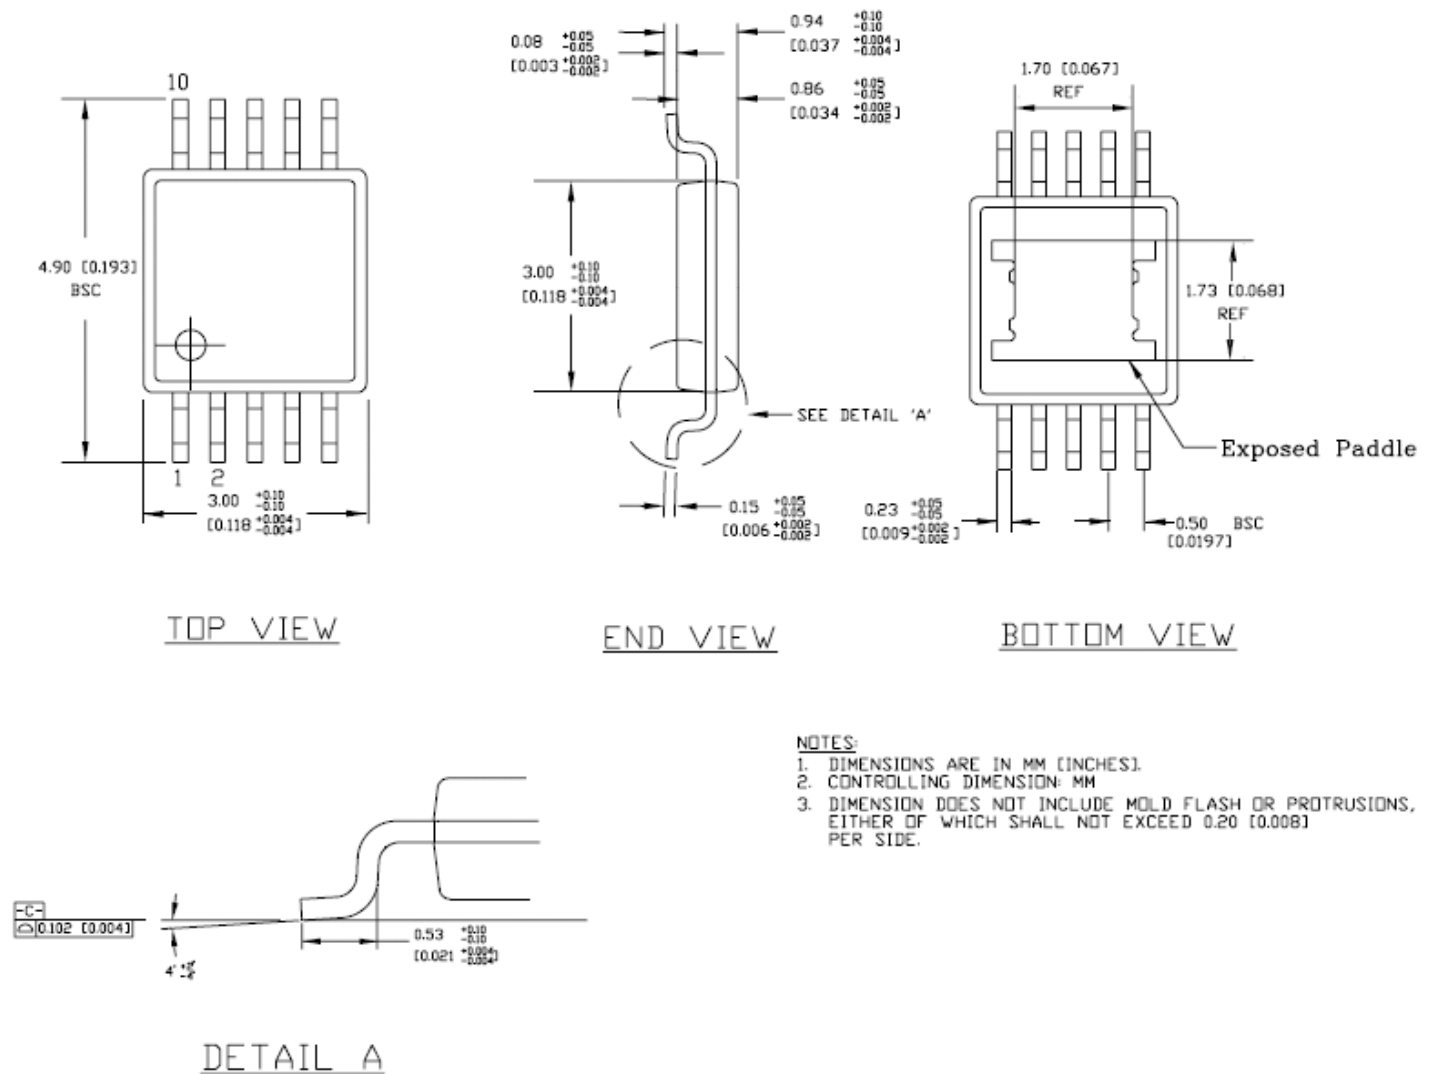 10
4.90 [0.193]
BSC
1 2
3.00 +0.10 -0.10
[0.118 +0.004 -0.004]
TOP VIEW
0.08 +0.05 -0.05
[0.003 +0.002 -0.002]
0.94 +0.10 -0.10
[0.037 +0.004 -0.004]
0.86 +0.05 -0.05
[0.034 +0.002 -0.002]
3.00 +0.10 -0.10
[0.118 +0.004 -0.004]
SEE DETAIL 'A'
0.15 +0.05 -0.05
[0.006 +0.002 -0.002]
END VIEW
1.70 [0.067]
REF
1.73 [0.068]
REF
Exposed Paddle
0.23 +0.05 -0.05
[0.009 +0.002 -0.002]
0.50 BSC
[0.0197]
BOTTOM VIEW
-C-
0.102 [0.004]
4°
0.53 +0.10 -0.10
[0.021 +0.004 -0.004]
DETAIL A
NOTES:
1. DIMENSIONS ARE IN MM [INCHES].
2. CONTROLLING DIMENSION: MM
3. DIMENSION DOES NOT INCLUDE MOLD FLASH OR PROTRUSIONS,
EITHER OF WHICH SHALL NOT EXCEED 0.20 [0.008]
PER SIDE.